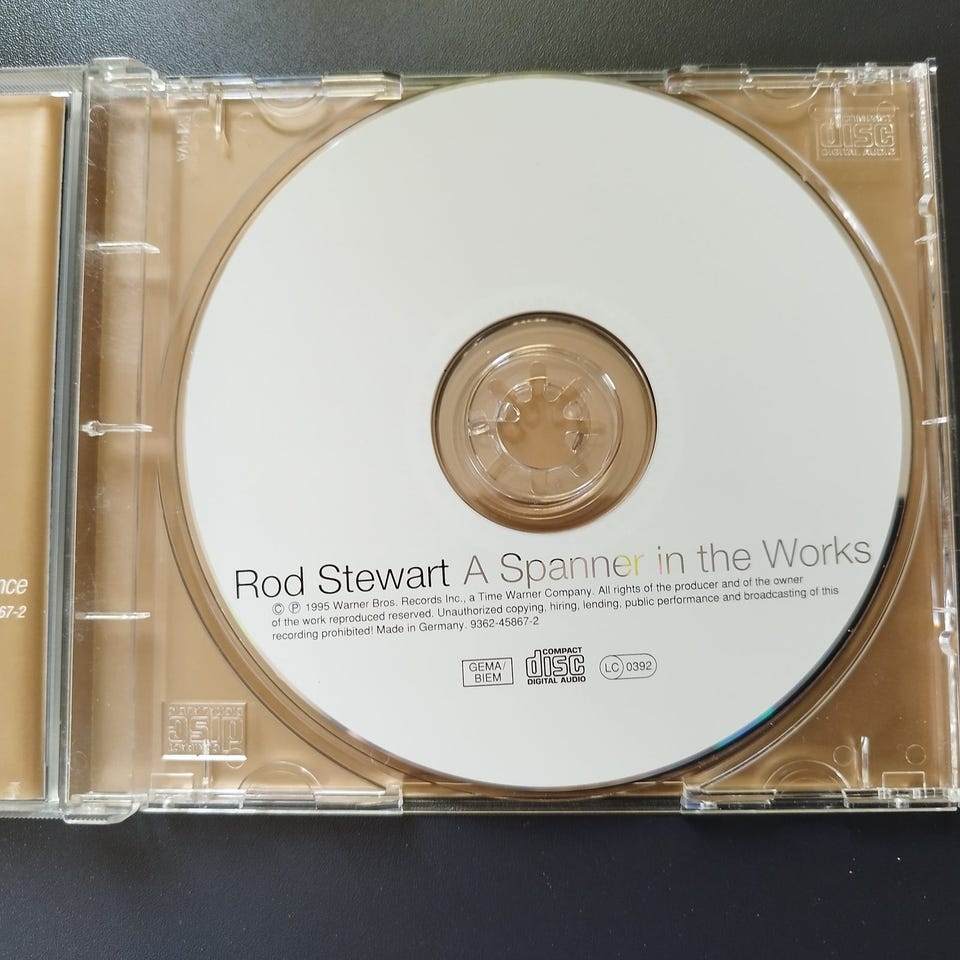 nce
67-2
COMPACT
disc
DIGITAL AUDIO
Rod Stewart A Spanner in the Works
© ℗ 1995 Warner Bros. Records Inc., a Time Warner Company. All rights of the producer and of the owner
of the work reproduced reserved. Unauthorized copying, hiring, lending, public performance and broadcasting of this
recording prohibited! Made in Germany. 9362-45867-2
GEMA/
BIEM
COMPACT
disc
DIGITAL AUDIO
LC 0392
disc